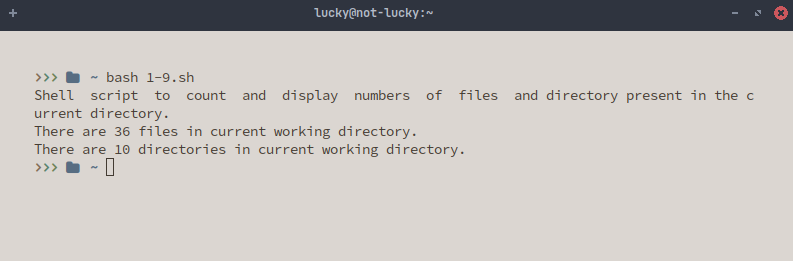 lucky@not-lucky:~
>>> ~ bash 1-9.sh
Shell  script  to  count  and  display  numbers  of  files  and directory present in the c
urrent directory.
There are 36 files in current working directory.
There are 10 directories in current working directory.
>>> ~